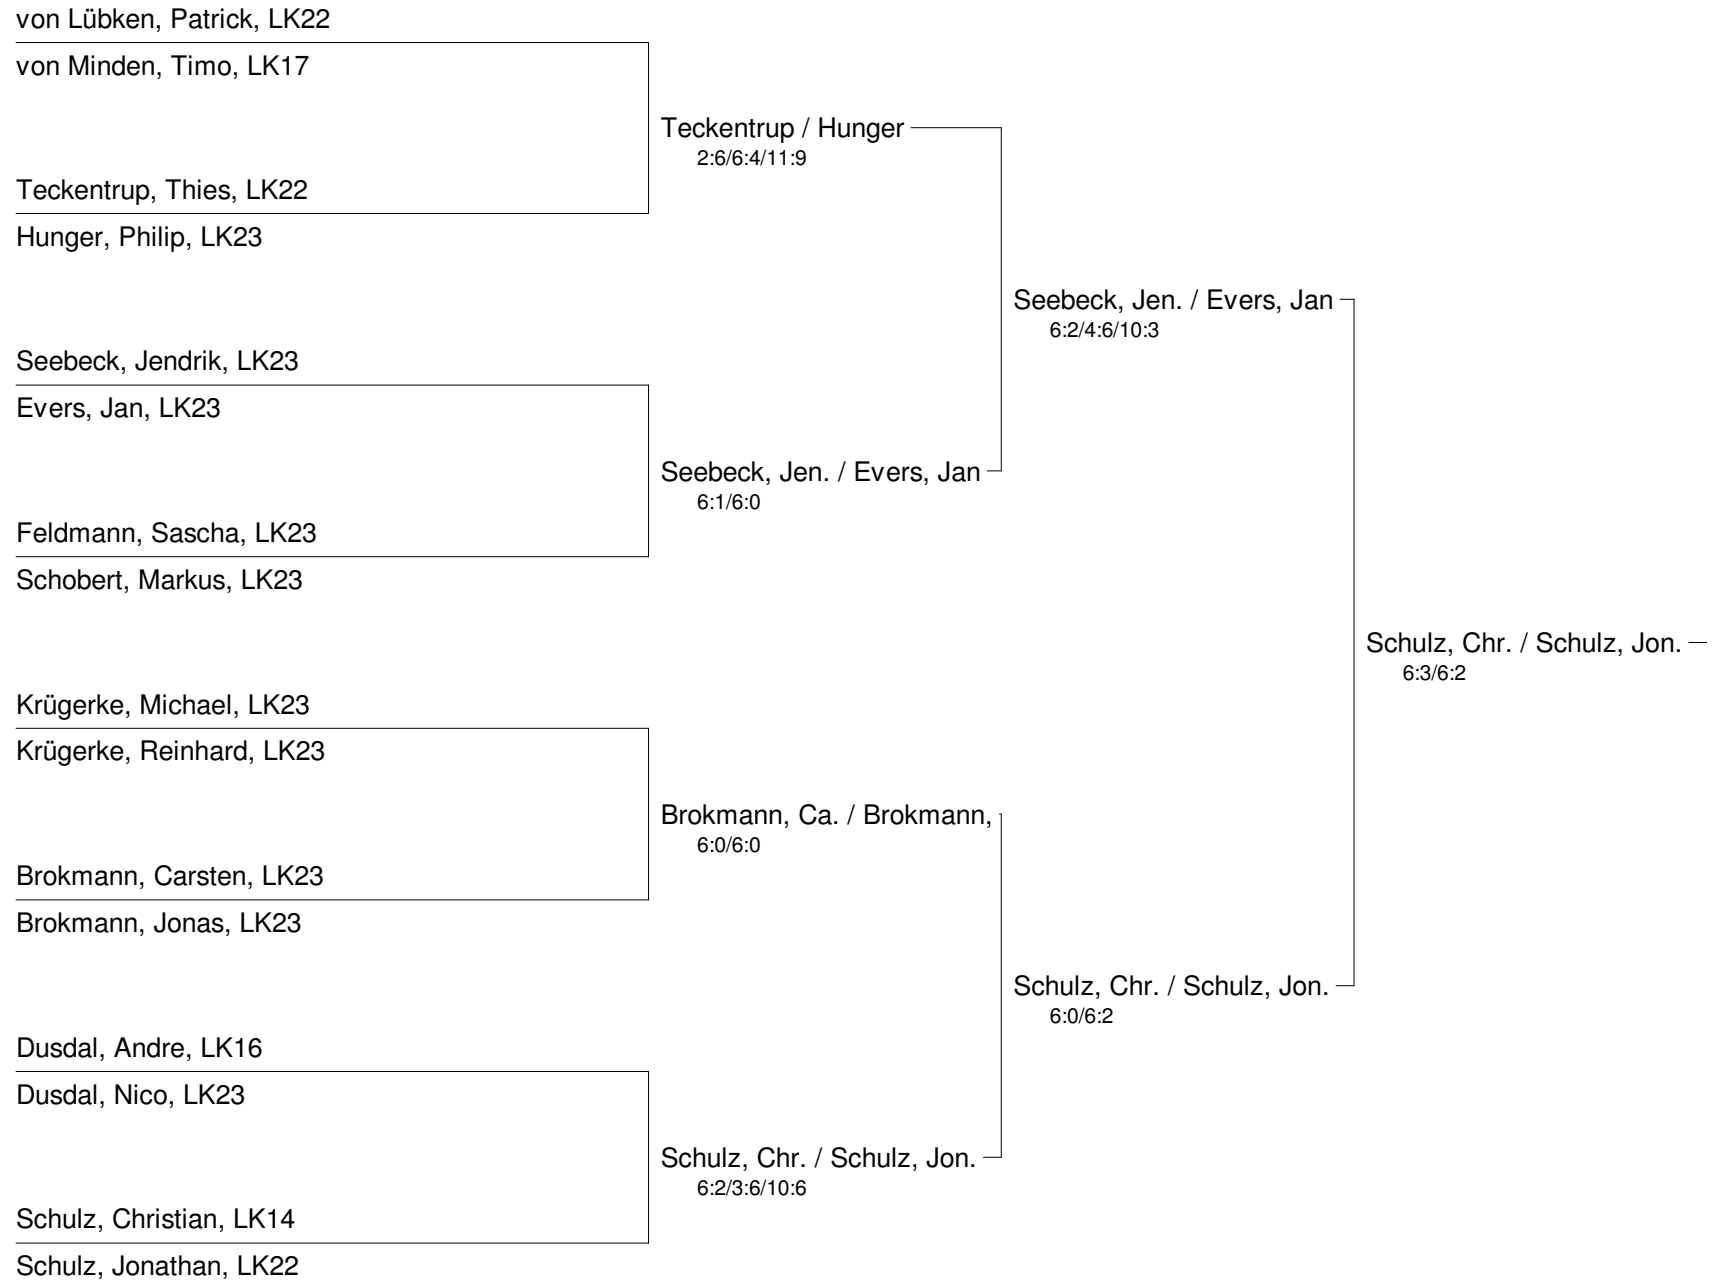 von Lübken, Patrick, LK22
von Minden, Timo, LK17
Teckentrup / Hunger
2:6/6:4/11:9
Teckentrup, Thies, LK22
Hunger, Philip, LK23
Seebeck, Jen. / Evers, Jan
6:2/4:6/10:3
Seebeck, Jendrik, LK23
Evers, Jan, LK23
Seebeck, Jen. / Evers, Jan
6:1/6:0
Feldmann, Sascha, LK23
Schobert, Markus, LK23
Schulz, Chr. / Schulz, Jon.
6:3/6:2
Krügerke, Michael, LK23
Krügerke, Reinhard, LK23
Brokmann, Ca. / Brokmann,
6:0/6:0
Brokmann, Carsten, LK23
Brokmann, Jonas, LK23
Schulz, Chr. / Schulz, Jon.
6:0/6:2
Dusdal, Andre, LK16
Dusdal, Nico, LK23
Schulz, Chr. / Schulz, Jon.
6:2/3:6/10:6
Schulz, Christian, LK14
Schulz, Jonathan, LK22